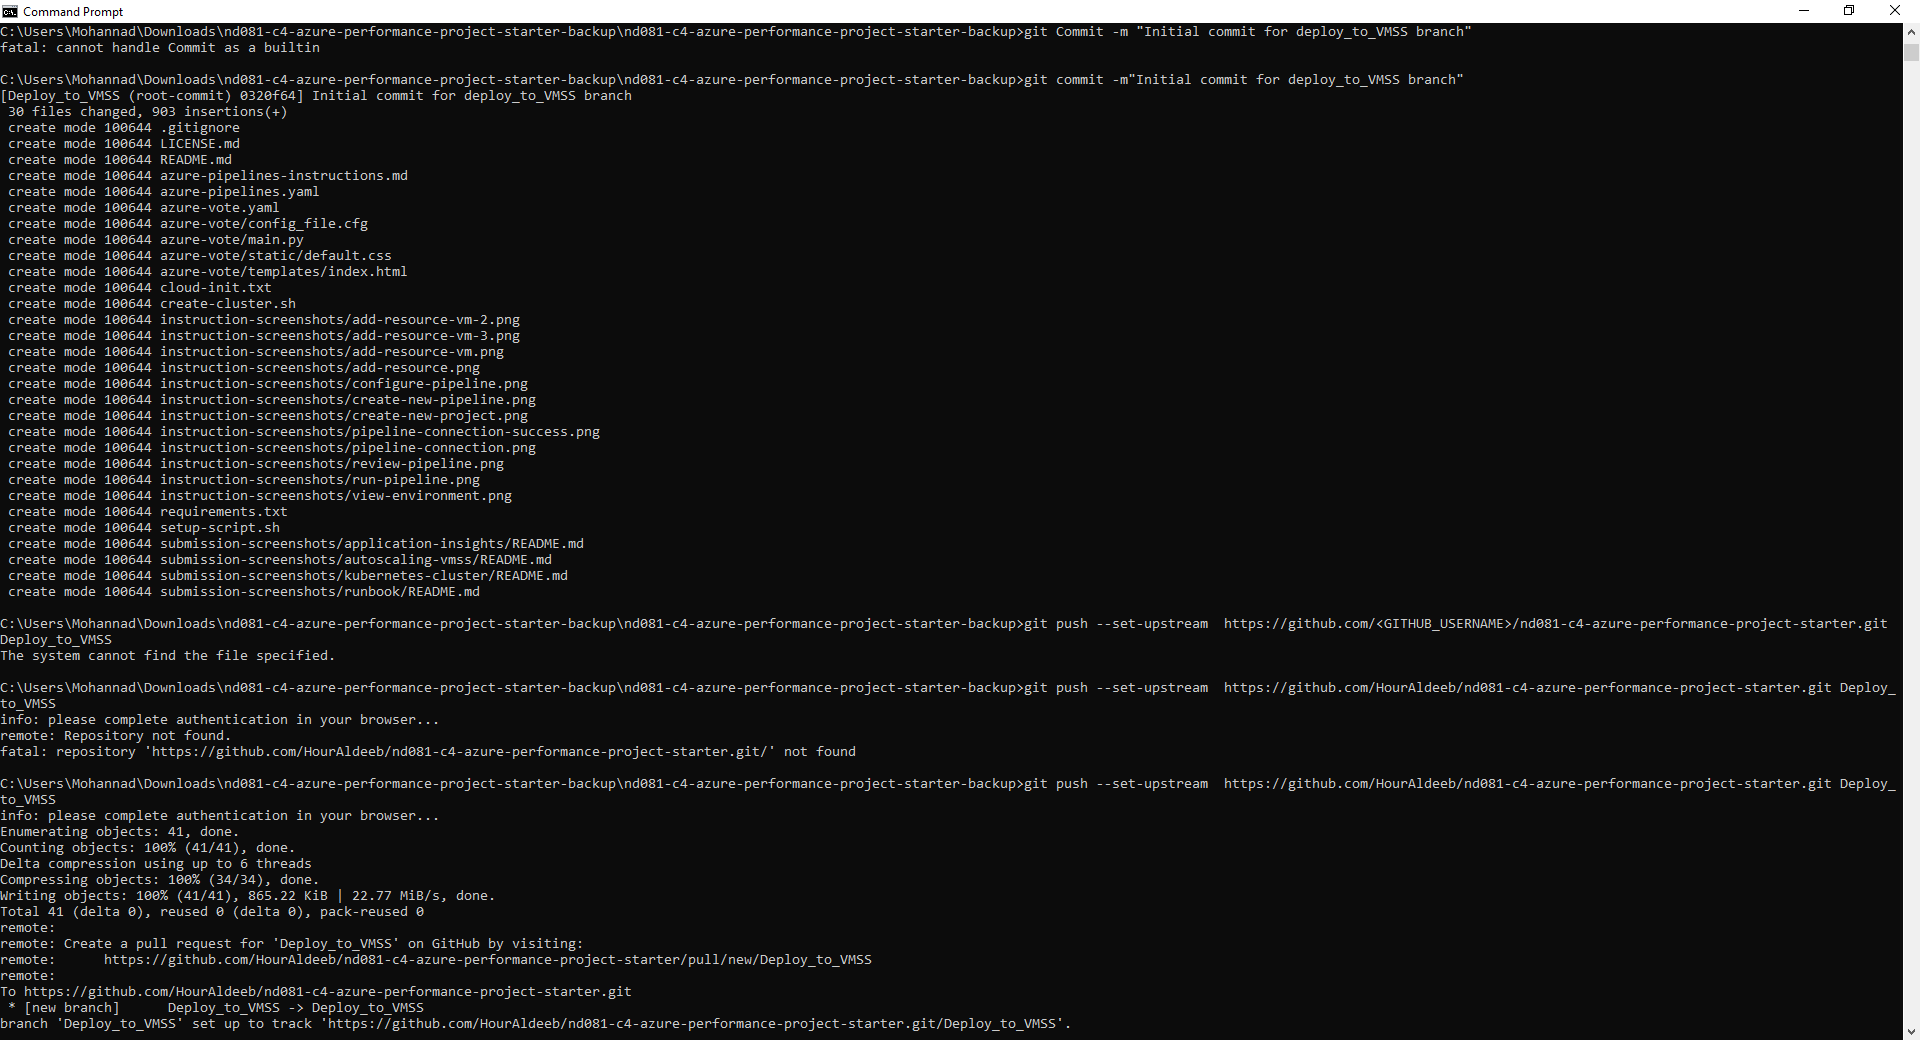 Command Prompt
C:\Users\Mohannad\Downloads\nd081-c4-azure-performance-project-starter-backup\nd081-c4-azure-performance-project-starter-backup>git Commit -m "Initial commit for deploy_to_VMSS branch"
fatal: cannot handle Commit as a builtin
C:\Users\Mohannad\Downloads\nd081-c4-azure-performance-project-starter-backup\nd081-c4-azure-performance-project-starter-backup>git commit -m"Initial commit for deploy_to_VMSS branch"
[Deploy_to_VMSS (root-commit) 0320f64] Initial commit for deploy_to_VMSS branch
 30 files changed, 903 insertions(+)
 create mode 100644 .gitignore
 create mode 100644 LICENSE.md
 create mode 100644 README.md
 create mode 100644 azure-pipelines-instructions.md
 create mode 100644 azure-pipelines.yaml
 create mode 100644 azure-vote.yaml
 create mode 100644 azure-vote/config_file.cfg
 create mode 100644 azure-vote/main.py
 create mode 100644 azure-vote/static/default.css
 create mode 100644 azure-vote/templates/index.html
 create mode 100644 cloud-init.txt
 create mode 100644 create-cluster.sh
 create mode 100644 instruction-screenshots/add-resource-vm-2.png
 create mode 100644 instruction-screenshots/add-resource-vm-3.png
 create mode 100644 instruction-screenshots/add-resource-vm.png
 create mode 100644 instruction-screenshots/add-resource.png
 create mode 100644 instruction-screenshots/configure-pipeline.png
 create mode 100644 instruction-screenshots/create-new-pipeline.png
 create mode 100644 instruction-screenshots/create-new-project.png
 create mode 100644 instruction-screenshots/pipeline-connection-success.png
 create mode 100644 instruction-screenshots/pipeline-connection.png
 create mode 100644 instruction-screenshots/review-pipeline.png
 create mode 100644 instruction-screenshots/run-pipeline.png
 create mode 100644 instruction-screenshots/view-environment.png
 create mode 100644 requirements.txt
 create mode 100644 setup-script.sh
 create mode 100644 submission-screenshots/application-insights/README.md
 create mode 100644 submission-screenshots/autoscaling-vmss/README.md
 create mode 100644 submission-screenshots/kubernetes-cluster/README.md
 create mode 100644 submission-screenshots/runbook/README.md
C:\Users\Mohannad\Downloads\nd081-c4-azure-performance-project-starter-backup\nd081-c4-azure-performance-project-starter-backup>git push --set-upstream  https://github.com/<GITHUB_USERNAME>/nd081-c4-azure-performance-project-starter.git
Deploy_to_VMSS
The system cannot find the file specified.
C:\Users\Mohannad\Downloads\nd081-c4-azure-performance-project-starter-backup\nd081-c4-azure-performance-project-starter-backup>git push --set-upstream  https://github.com/HourAldeeb/nd081-c4-azure-performance-project-starter.git Deploy_
to_VMSS
info: please complete authentication in your browser...
remote: Repository not found.
fatal: repository 'https://github.com/HourAldeeb/nd081-c4-azure-performance-project-starter.git/' not found
C:\Users\Mohannad\Downloads\nd081-c4-azure-performance-project-starter-backup\nd081-c4-azure-performance-project-starter-backup>git push --set-upstream  https://github.com/HourAldeeb/nd081-c4-azure-performance-project-starter.git Deploy_
to_VMSS
info: please complete authentication in your browser...
Enumerating objects: 41, done.
Counting objects: 100% (41/41), done.
Delta compression using up to 6 threads
Compressing objects: 100% (34/34), done.
Writing objects: 100% (41/41), 865.22 KiB | 22.77 MiB/s, done.
Total 41 (delta 0), reused 0 (delta 0), pack-reused 0
remote:
remote: Create a pull request for 'Deploy_to_VMSS' on GitHub by visiting:
remote:      https://github.com/HourAldeeb/nd081-c4-azure-performance-project-starter/pull/new/Deploy_to_VMSS
remote:
To https://github.com/HourAldeeb/nd081-c4-azure-performance-project-starter.git
 * [new branch]      Deploy_to_VMSS -> Deploy_to_VMSS
branch 'Deploy_to_VMSS' set up to track 'https://github.com/HourAldeeb/nd081-c4-azure-performance-project-starter.git/Deploy_to_VMSS'.